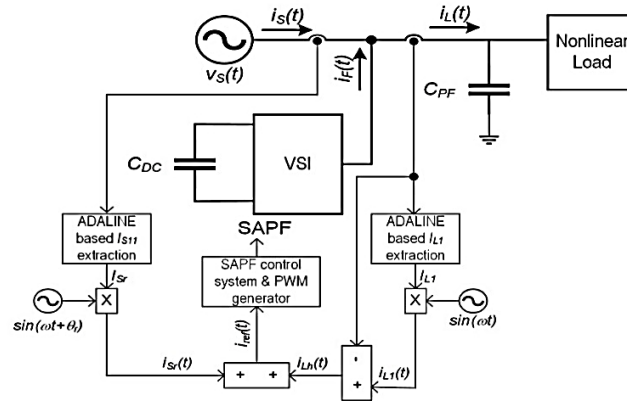 i_S(t)
i_L(t)
v_S(t)
i_F(t)
C_PF
Nonlinear
Load
C_DC
VSI
SAPF
ADALINE
based I_S11
extraction
ADALINE
based I_L1
extraction
SAPF control
system & PWM
generator
I_Sr
I_L1
X
X
sin(ωt+θ_1)
sin(ωt)
i_ref(t)
i_Sr(t)
+ +
i_Lh(t)
-
+
i_L1(t)